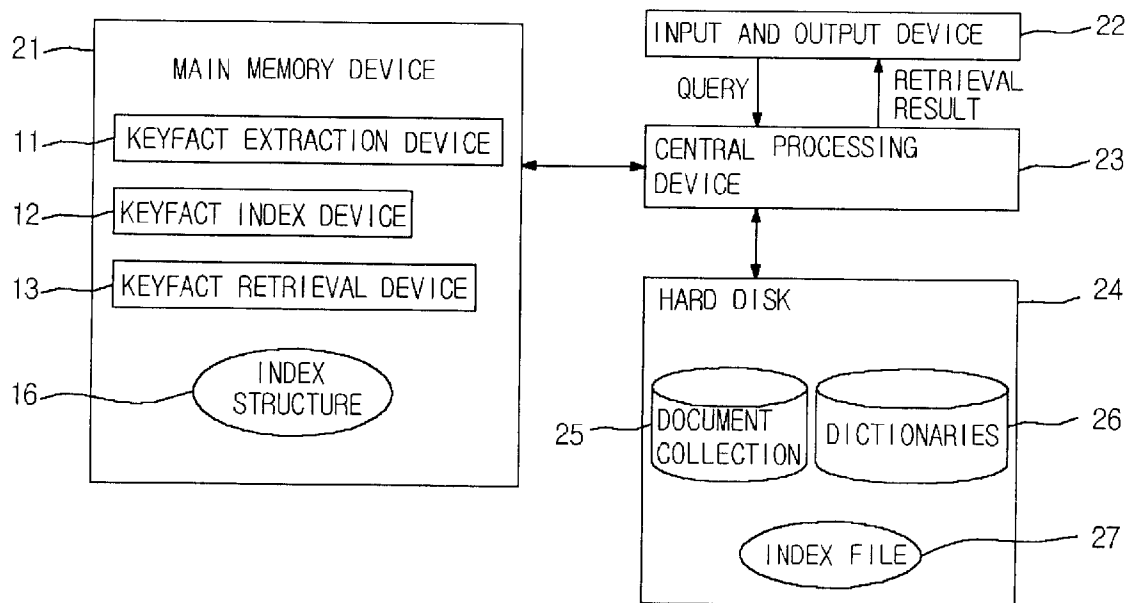 21
MAIN MEMORY DEVICE
11
KEYFACT EXTRACTION DEVICE
12
KEYFACT INDEX DEVICE
13
KEYFACT RETRIEVAL DEVICE
16
INDEX
STRUCTURE
INPUT AND OUTPUT DEVICE
22
QUERY
RETRIEVAL
RESULT
CENTRAL PROCESSING
DEVICE
23
HARD DISK
24
25
DOCUMENT
COLLECTION
DICTIONARIES
26
INDEX FILE
27